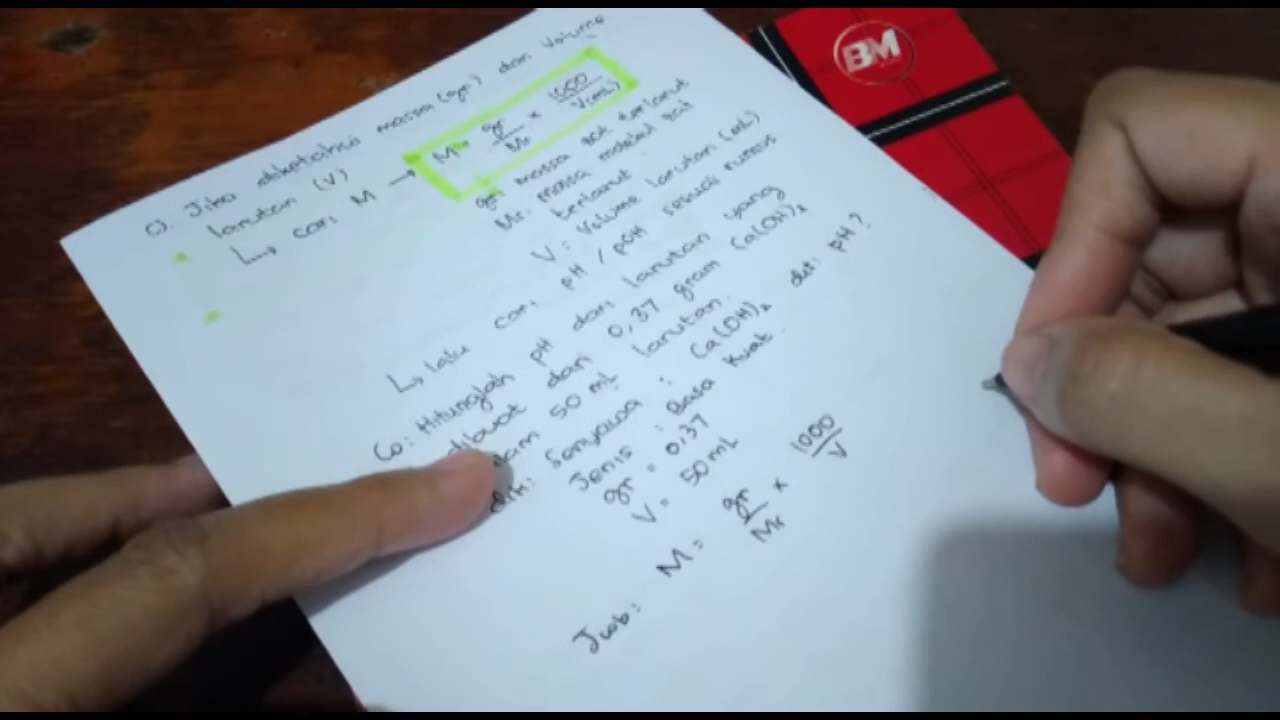 c). Jika diketahui massa (gr) dan Volume
larutan (V)
↳ cari M → M = gr/Mr × 1000/V(mL)
gr = massa zat terlarut
Mr = massa molekul zat
terlarut
V = Volume larutan (mL)
↳ lalu cari pH / pOH sesuai rumus
Co: Hitunglah pH dari larutan yang
dibuat dari 0,37 gram Ca(OH)₂
50 mL larutan.
dik: Senyawa : Ca(OH)₂ dit: pH?
Jenis : Basa Kuat
gr = 0,37
V = 50 mL
Jwb: M = gr/Mr × 1000/V
BM